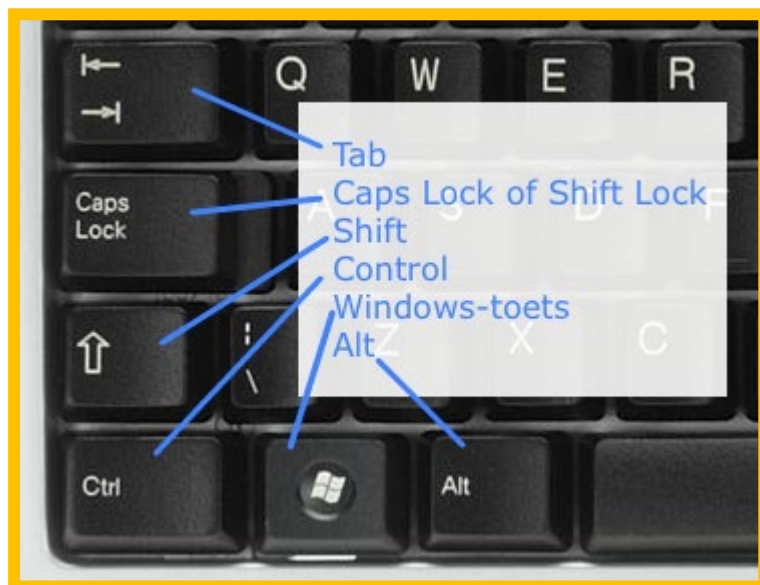 Q W E R
Tab
Caps Lock of Shift Lock
Shift
Control
Windows-toets
Alt
Caps
Lock
A S D F
¦ \
Z X C
Ctrl
Alt